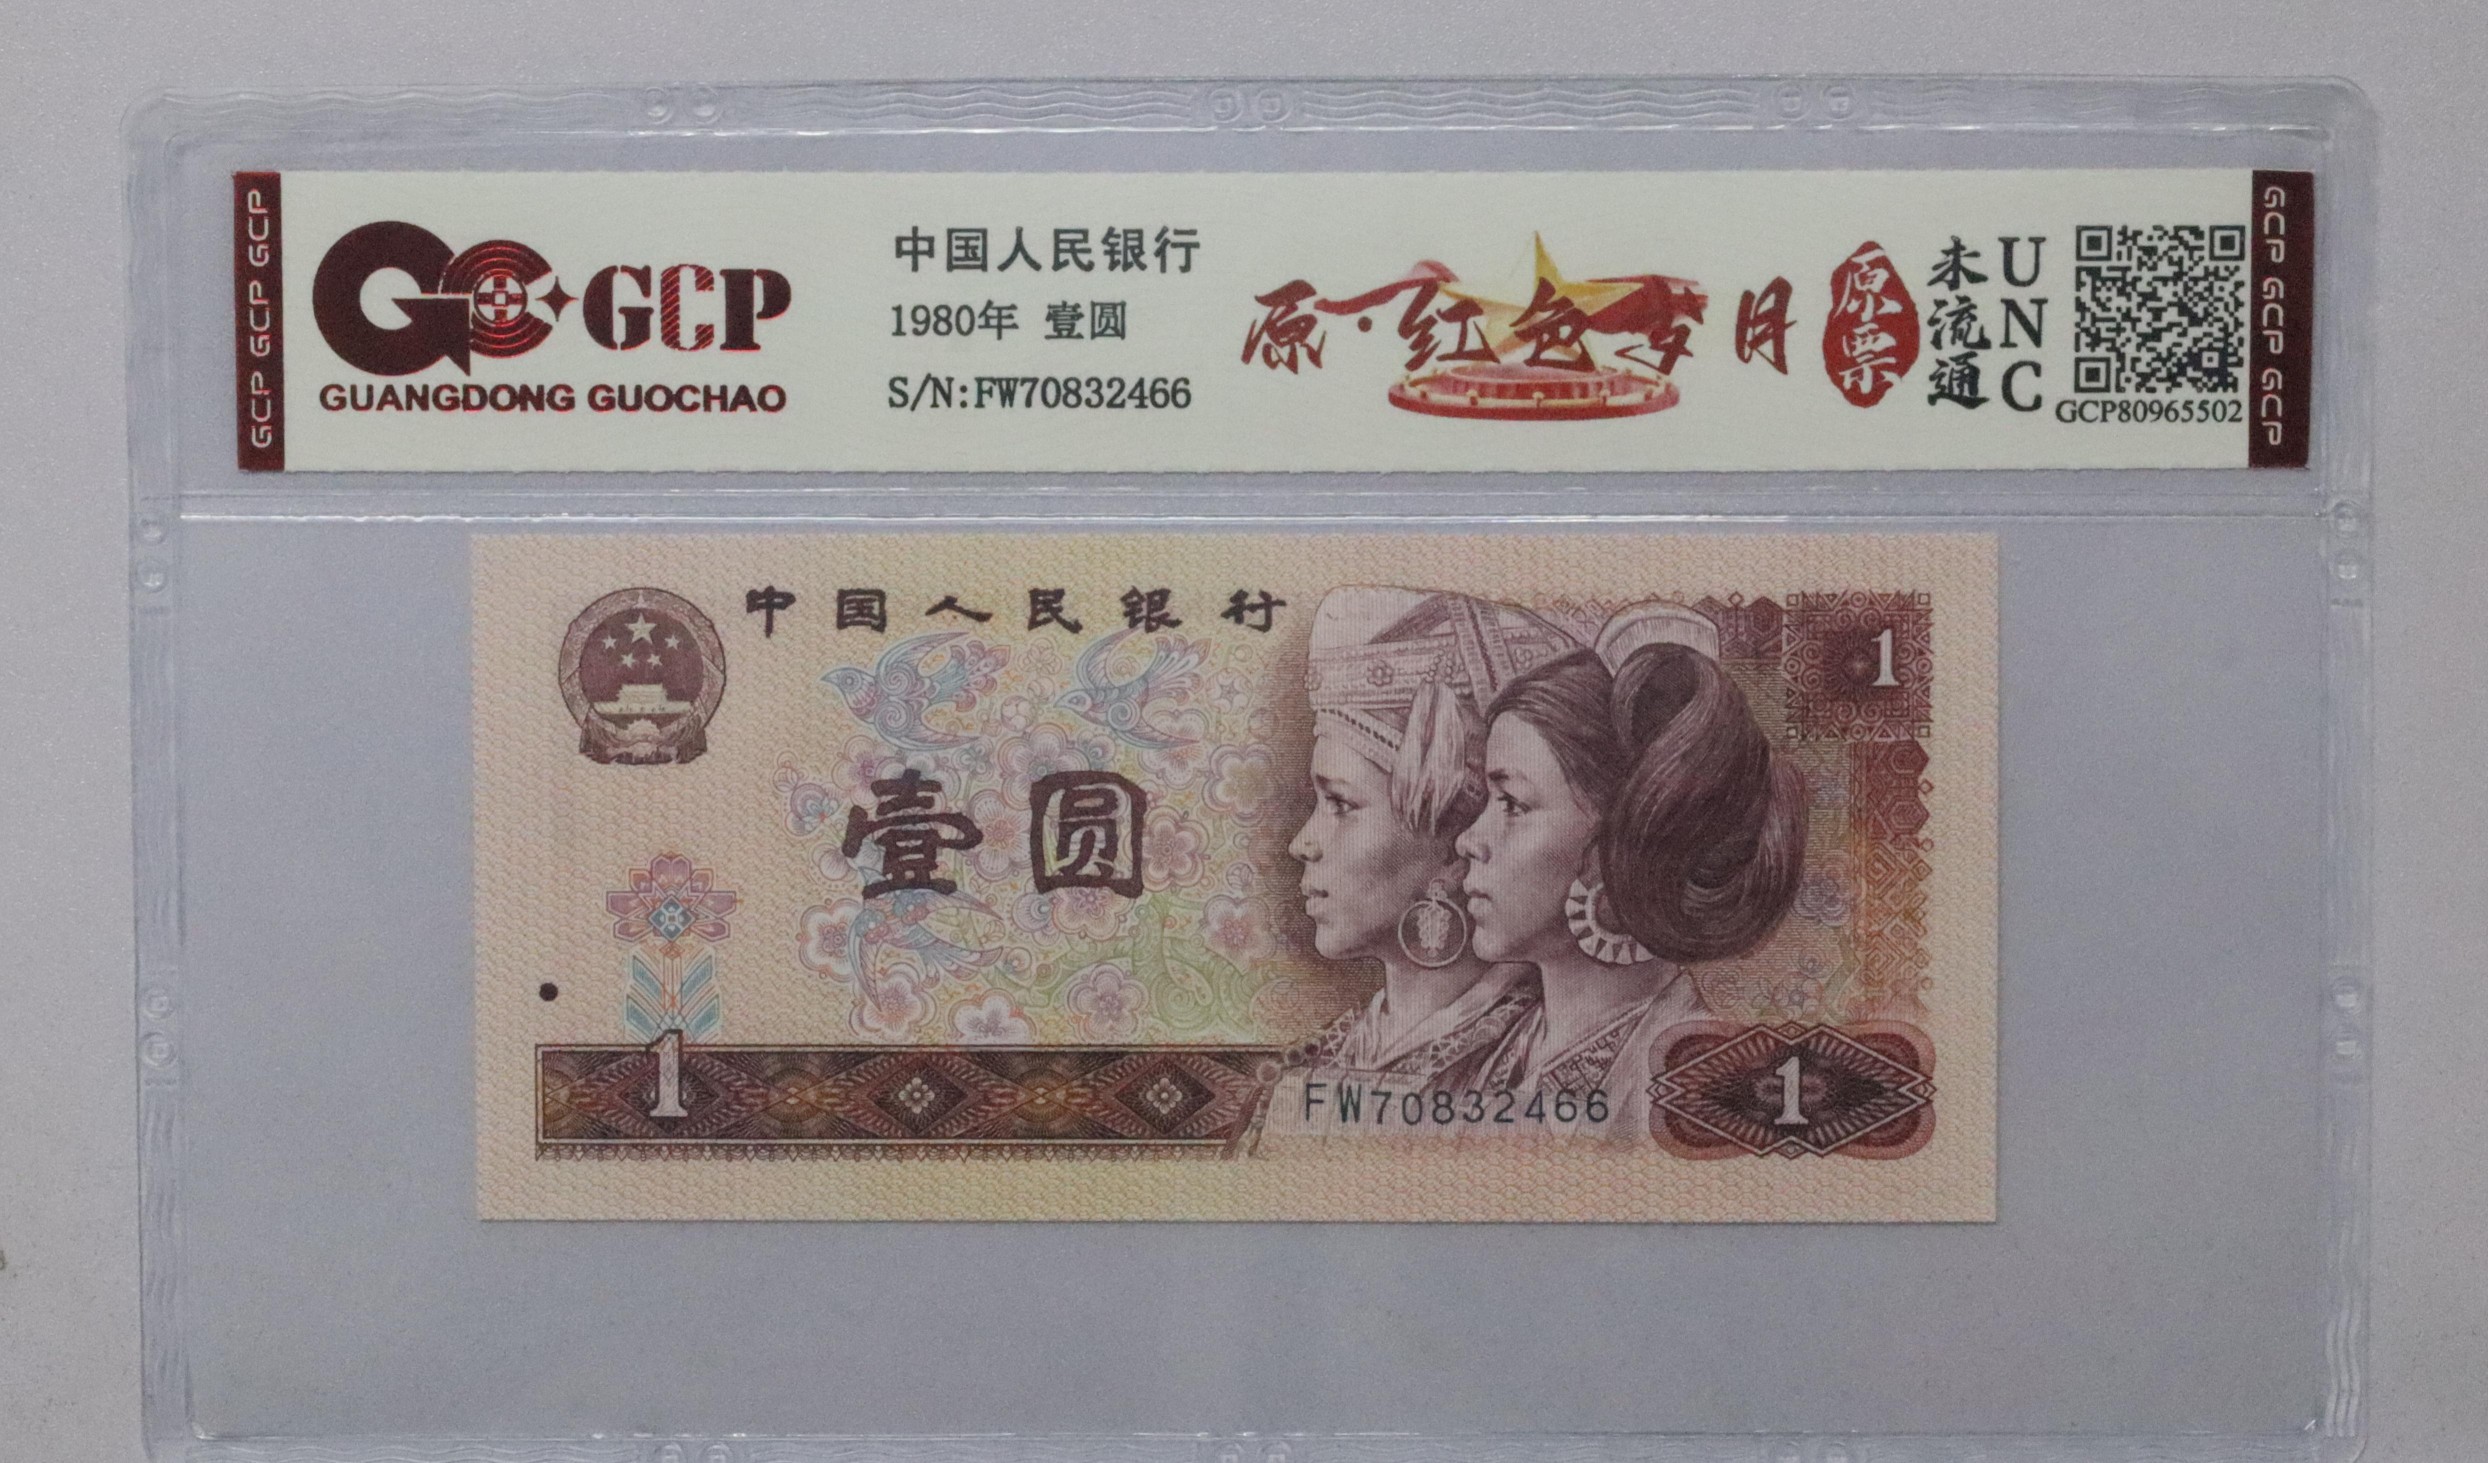 GCP GCP GCP
GCP
GUANGDONG GUOCHAO
中国人民银行
1980年 壹圆
S/N:FW70832466
原·红色岁月
原票
未流通
UNC
GCP80965502
GCP GCP GCP
中国人民银行
1
壹圆
1
FW70832466
1